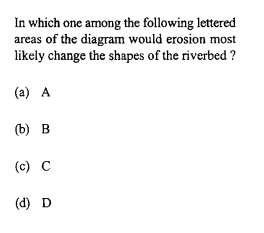 In which one among the following lettered
areas of the diagram would erosion most
likely change the shapes of the riverbed ?
(a) A
(b) B
(c) C
(d) D